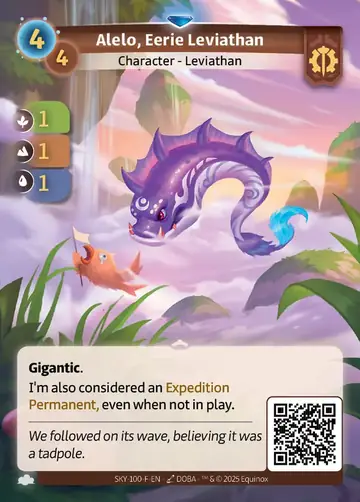 4
4
Alelo, Eerie Leviathan
Character - Leviathan
1
1
1
Gigantic.
I'm also considered an Expedition
Permanent, even when not in play.
We followed on its wave, believing it was
a tadpole.
SKY-100-F-EN - DOBA - ™ & © 2025 Equinox